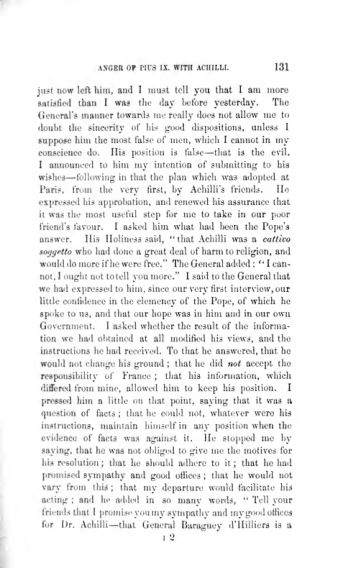 ANGER OF PIUS IX. WITH ACHILLI. 131
just now left him, and I must tell you that I am more
satisfied than I was the day before yesterday. The
General's manner towards me really does not allow me to
doubt the sincerity of his good dispositions, unless I
suppose him the most false of men, which I cannot in my
conscience do. His position is false—that is the evil.
I announced to him my intention of submitting to his
wishes—following in that the plan which was adopted at
Paris, from the very first, by Achilli's friends. He
expressed his approbation, and renewed his assurance that
it was the most useful step for me to take in our poor
friend's favour. I asked him what had been the Pope's
answer. His Holiness said, "that Achilli was a cattivo
soggetto who had done a great deal of harm to religion, and
would do more if he were free." The General added: "I can-
not, I ought not to tell you more." I said to the General that
we had expressed to him, since our very first interview, our
little confidence in the clemency of the Pope, of which he
spoke to us, and that our hope was in him and in our own
Government. I asked whether the result of the informa-
tion we had obtained at all modified his views, and the
instructions he had received. To that he answered, that he
would not change his ground; that he did not accept the
responsibility of France; that his information, which
differed from mine, allowed him to keep his position. I
pressed him a little on that point, saying that it was a
question of facts; that he could not, whatever were his
instructions, maintain himself in any position when the
evidence of facts was against it. He stopped me by
saying, that he was not obliged to give me the motives for
his resolution; that he should adhere to it; that he had
promised sympathy and good offices; that he would not
vary from this; that my departure would facilitate his
acting; and he added in so many words, "Tell your
friends that I promise you my sympathy and my good offices
for Dr. Achilli—that General Baraguey d'Hilliers is a
I 2